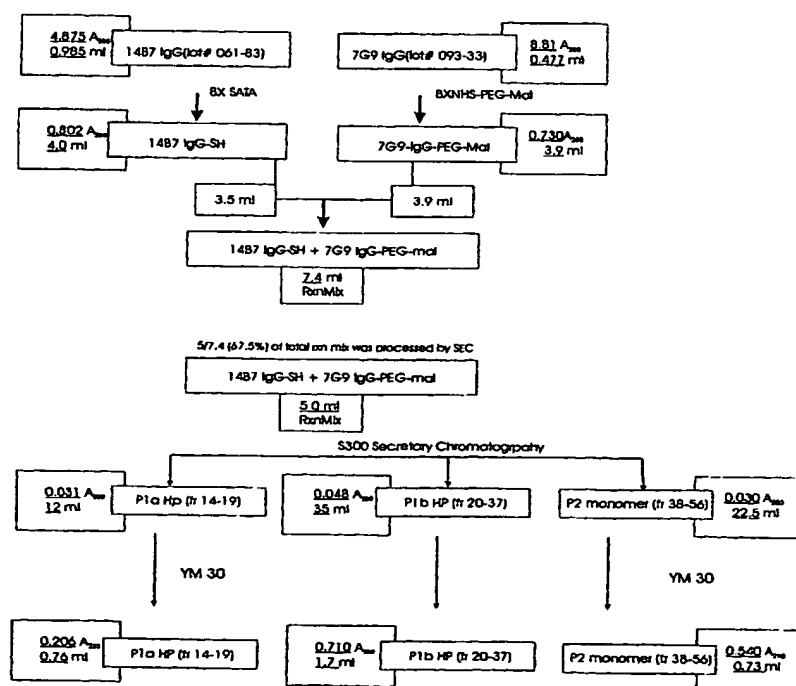 4.875 A280
0.985 ml
14B7 IgG(lot# 061-83)
7G9 IgG(lot# 093-33)
8.81 A280
0.477 ml
8X SATA
8XNHS-PEG-Mal
0.802 A280
4.0 ml
14B7 IgG-SH
7G9-IgG-PEG-Mal
0.730A280
3.9 ml
3.5 ml
3.9 ml
14B7 IgG-SH + 7G9 IgG-PEG-mal
7.4 ml
RxnMix
5/7.4 (67.5%) of total rxn mix was processed by SEC
14B7 IgG-SH + 7G9 IgG-PEG-mal
5.0 ml
RxnMix
S300 Secretary Chromatogrpahy
0.031 A280
12 ml
P1a Hp (fr 14-19)
0.048 A280
35 ml
P1b HP (fr 20-37)
P2 monomer (fr 38-56)
0.030 A280
22.5 ml
YM 30
YM 30
0.206 A280
0.76 ml
P1a HP (fr 14-19)
0.710 A280
1.7 ml
P1b HP (fr 20-37)
P2 monomer (fr 38-56)
0.540 A280
0.73 ml